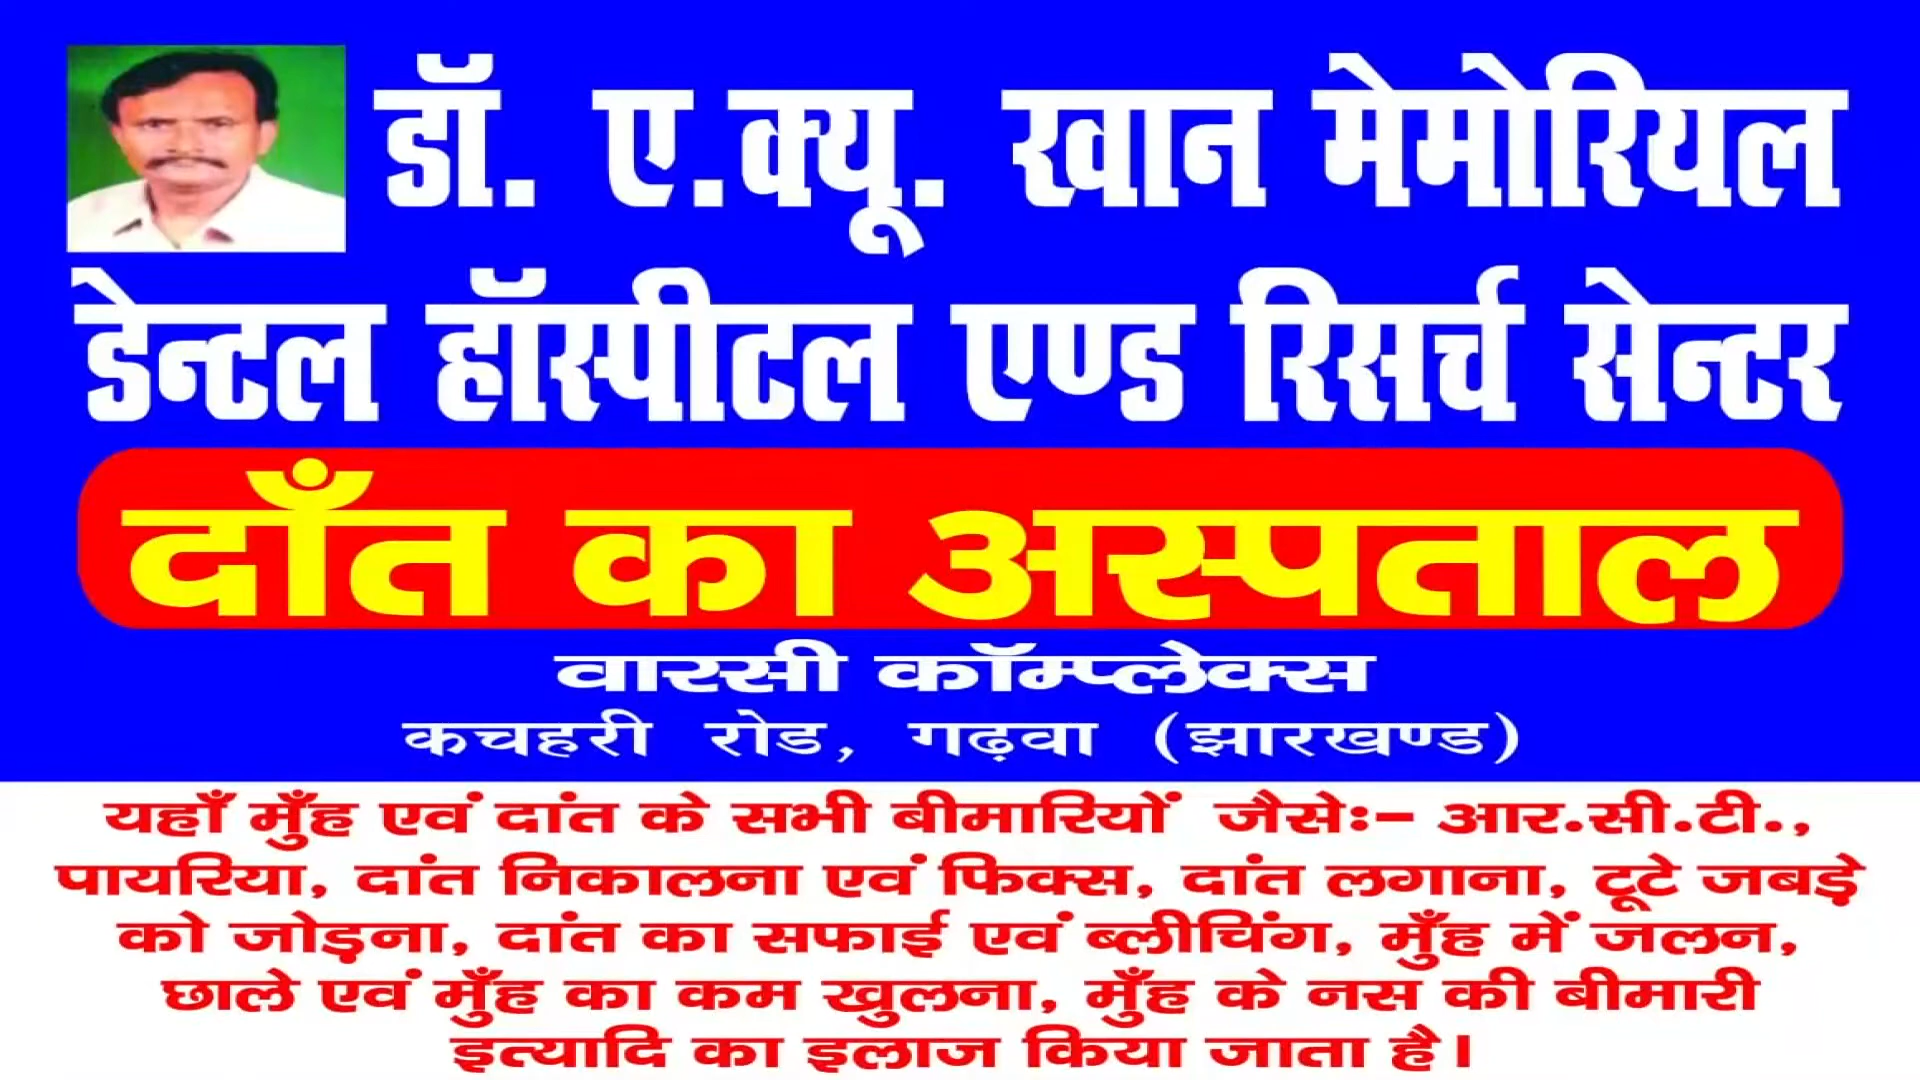 डॉ. ए.क्यू. खान मेमोरियल
डेन्टल हॉस्पीटल एण्ड रिसर्च सेन्टर
दाँत का अस्पताल
वारसी कॉम्प्लेक्स
कचहरी रोड, गढ़वा (झारखण्ड)
यहाँ मुँह एवं दांत के सभी बीमारियों जैसेः- आर.सी.टी.,
पायरिया, दांत निकालना एवं फिक्स, दांत लगाना, टूटे जबड़े
को जोड़ना, दांत का सफाई एवं ब्लीचिंग, मुँह में जलन,
छाले एवं मुँह का कम खुलना, मुँह के नस की बीमारी
इत्यादि का इलाज किया जाता है।